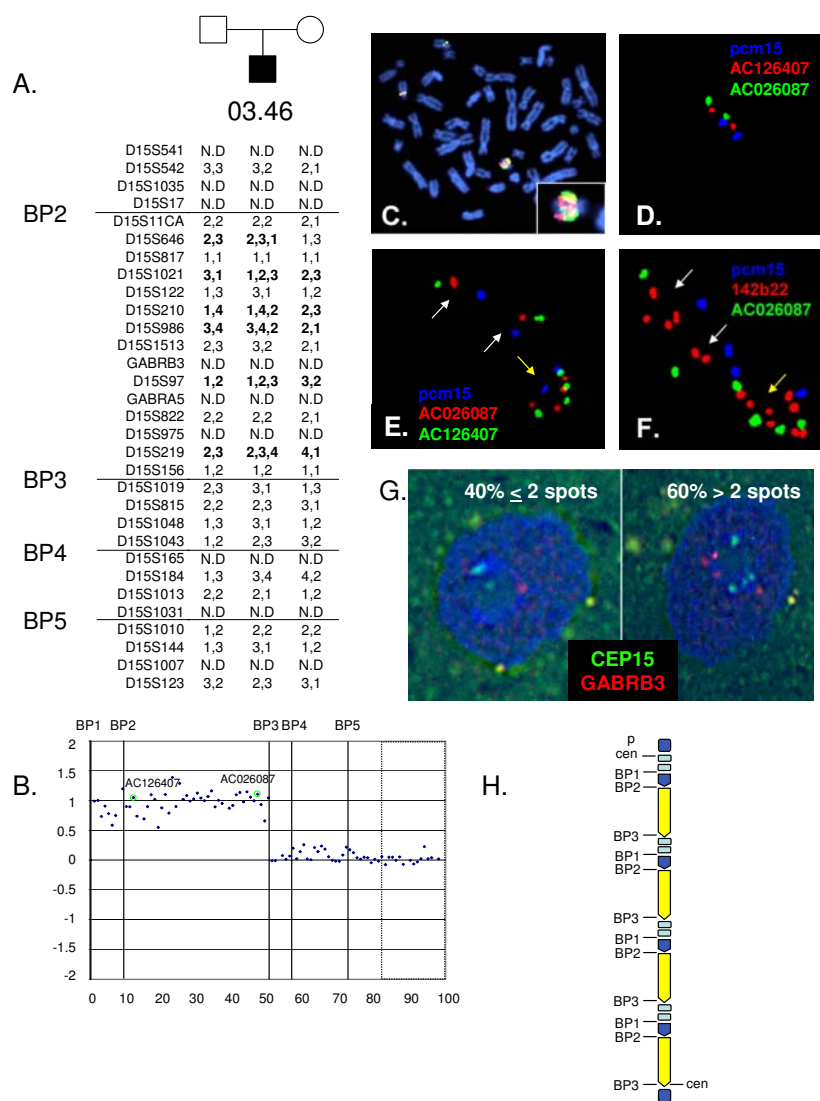 A.
03.46
D15S541 N.D N.D N.D
D15S542 3,3 3,2 2,1
D15S1035 N.D N.D N.D
D15S17 N.D N.D N.D
BP2
D15S11CA 2,2 2,2 2,1
D15S646 2,3 2,3,1 1,3
D15S817 1,1 1,1 1,1
D15S1021 3,1 1,2,3 2,3
D15S122 1,3 3,1 1,2
D15S210 1,4 1,4,2 2,3
D15S986 3,4 3,4,2 2,1
D15S1513 2,3 3,2 2,1
GABRB3 N.D N.D N.D
D15S97 1,2 1,2,3 3,2
GABRA5 N.D N.D N.D
D15S822 2,2 2,2 2,1
D15S975 N.D N.D N.D
D15S219 2,3 2,3,4 4,1
D15S156 1,2 1,2 1,1
BP3
D15S1019 2,3 3,1 1,3
D15S815 2,2 2,3 3,1
D15S1048 1,3 3,1 1,2
D15S1043 1,2 2,3 3,2
BP4
D15S165 N.D N.D N.D
D15S184 1,3 3,4 4,2
D15S1013 2,2 2,1 1,2
D15S1031 N.D N.D N.D
BP5
D15S1010 1,2 2,2 2,2
D15S144 1,3 3,1 1,2
D15S1007 N.D N.D N.D
D15S123 3,2 2,3 3,1
C.
pcm15
AC126407
AC026087
D.
pcm15
AC026087
AC126407
E.
pcm15
142b22
AC026087
F.
G.
40% ≤ 2 spots
60% > 2 spots
CEP15
GABRB3
B.
BP1 BP2 BP3 BP4 BP5
2
1.5
1
0.5
0
-0.5
-1
-1.5
-2
AC126407
AC026087
0 10 20 30 40 50 60 70 80 90 100
H.
p
cen
BP1
BP2
BP3
BP1
BP2
BP3
BP1
BP2
BP3
BP1
BP2
BP3 cen